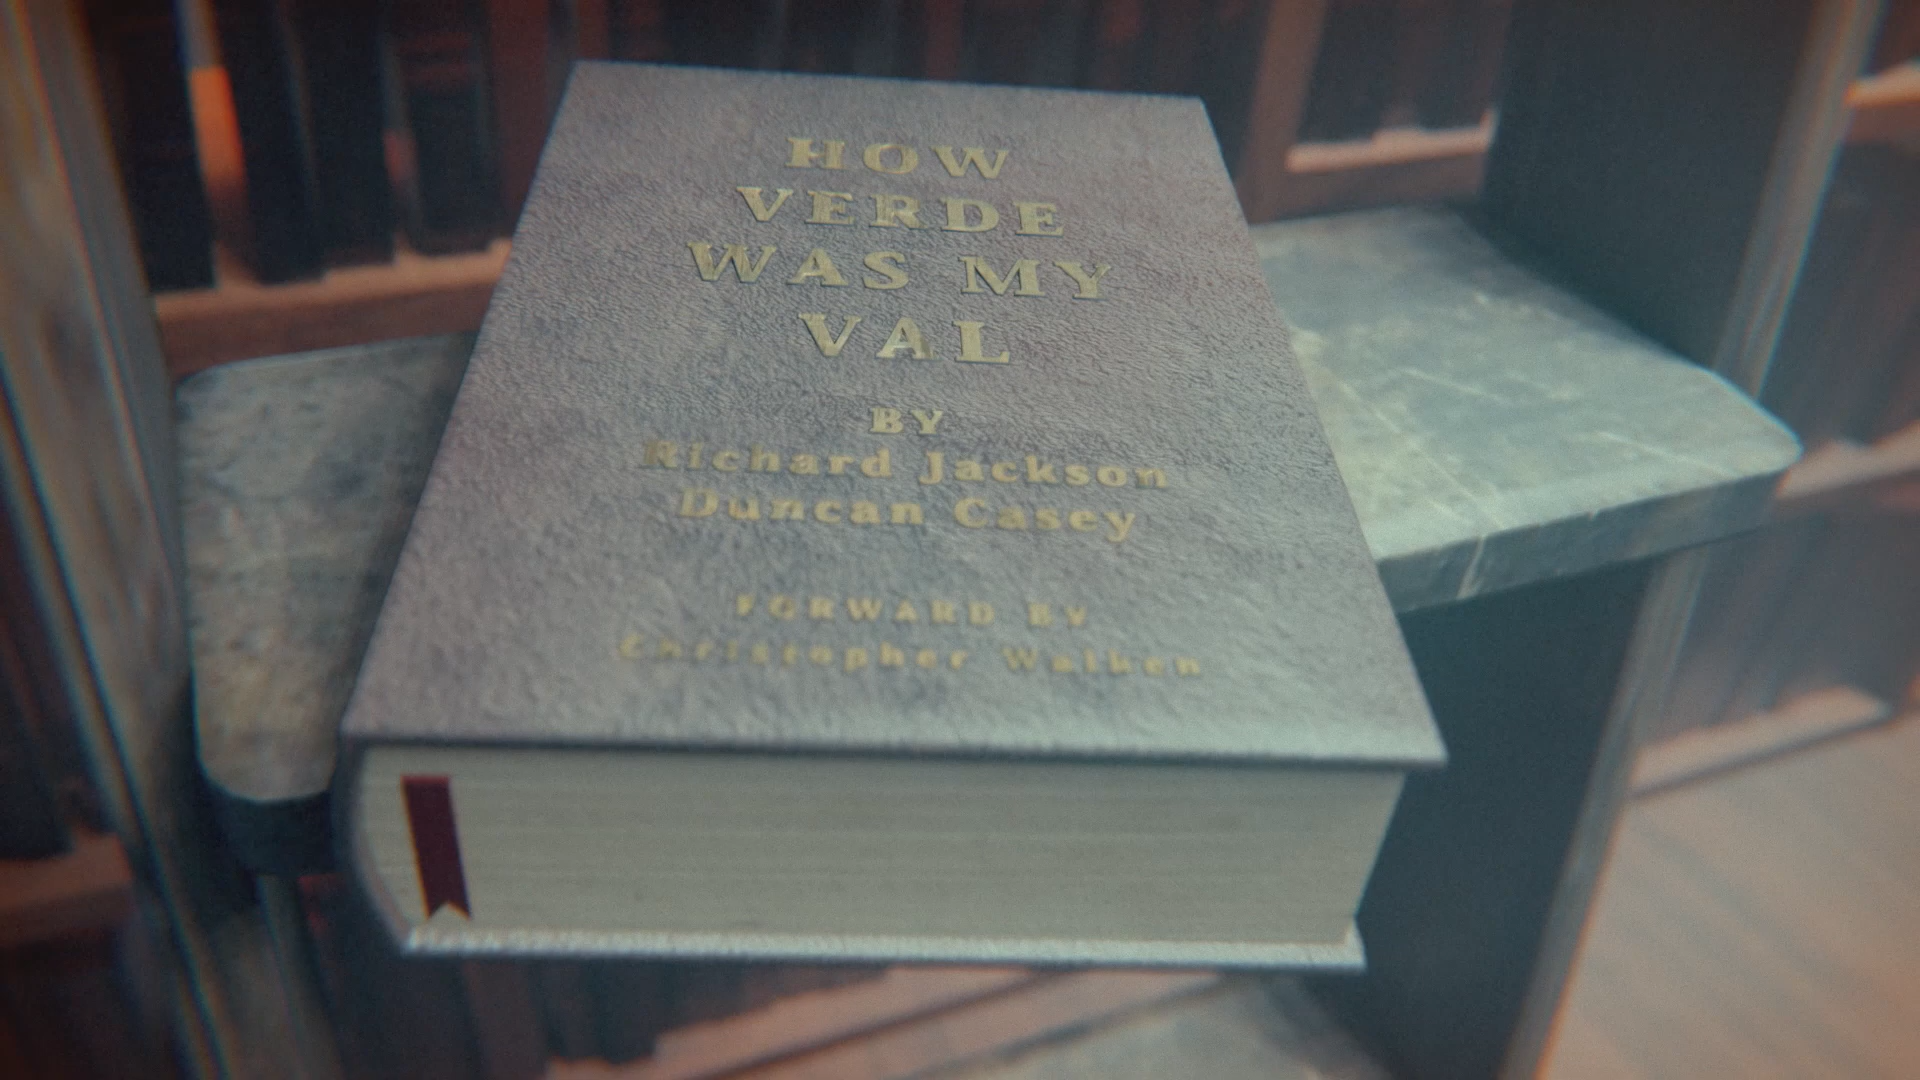 HOW
VERDE
WAS MY
VAL
BY
Richard Jackson
Duncan Casey
FORWARD BY
Christopher Walken